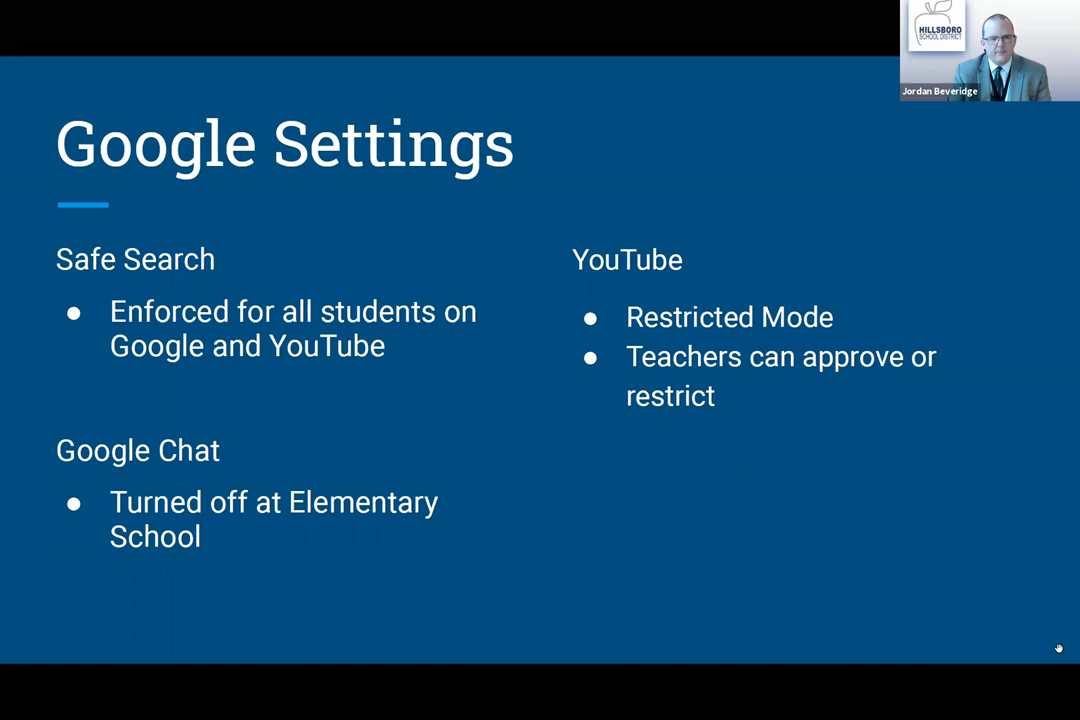 HILLSBORO
SCHOOL DISTRICT
Jordan Beveridge
Google Settings
Safe Search
● Enforced for all students on
Google and YouTube
Google Chat
● Turned off at Elementary
School
YouTube
● Restricted Mode
● Teachers can approve or
restrict